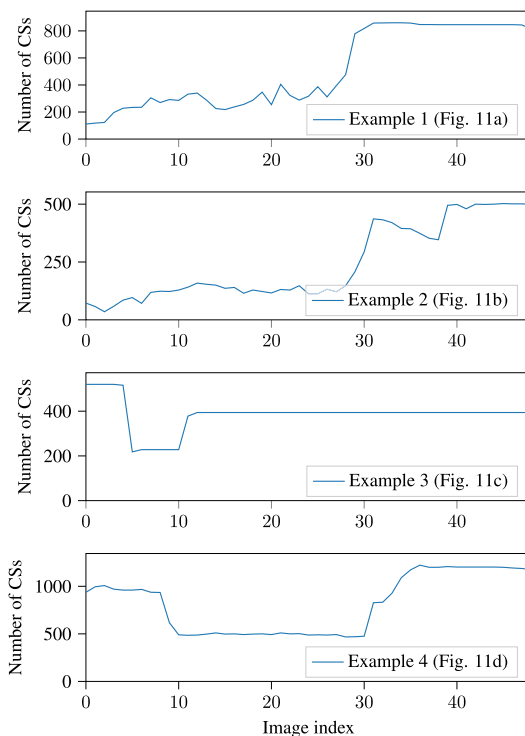 Number of CSs
800
600
400
200
0
Example 1 (Fig. 11a)
0 10 20 30 40
Number of CSs
500
250
0
Example 2 (Fig. 11b)
0 10 20 30 40
Number of CSs
400
200
0
Example 3 (Fig. 11c)
0 10 20 30 40
Number of CSs
1000
500
0
Example 4 (Fig. 11d)
0 10 20 30 40
Image index